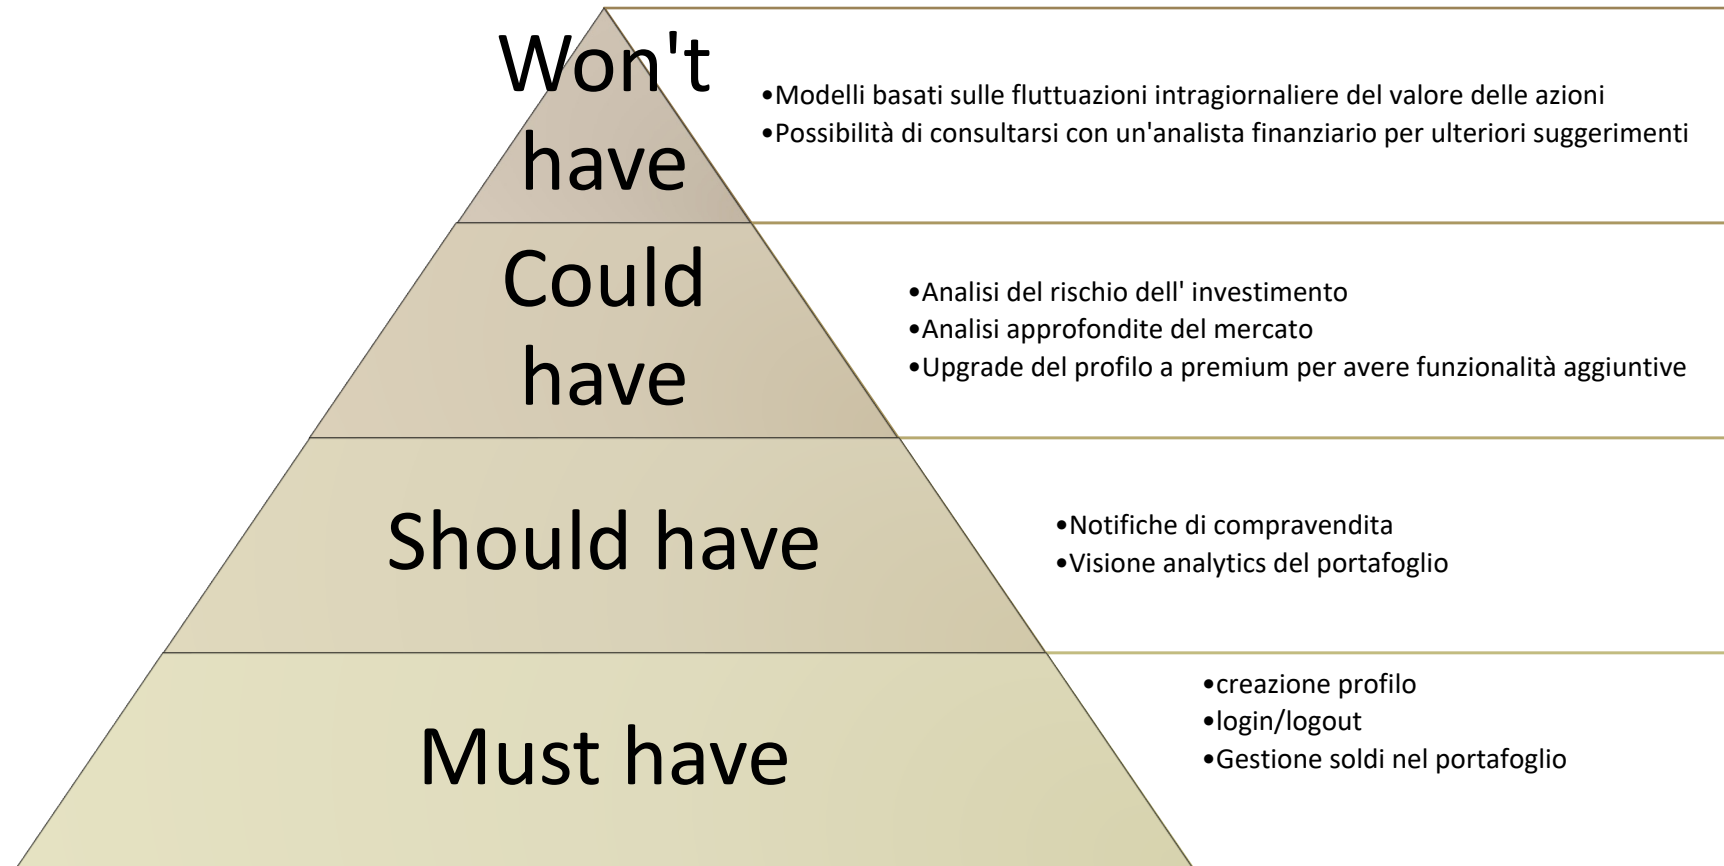 Won't
have
•Modelli basati sulle fluttuazioni intragiornaliere del valore delle azioni
•Possibilità di consultarsi con un'analista finanziario per ulteriori suggerimenti
Could
have
•Analisi del rischio dell' investimento
•Analisi approfondite del mercato
•Upgrade del profilo a premium per avere funzionalità aggiuntive
Should have
•Notifiche di compravendita
•Visione analytics del portafoglio
Must have
•creazione profilo
•login/logout
•Gestione soldi nel portafoglio